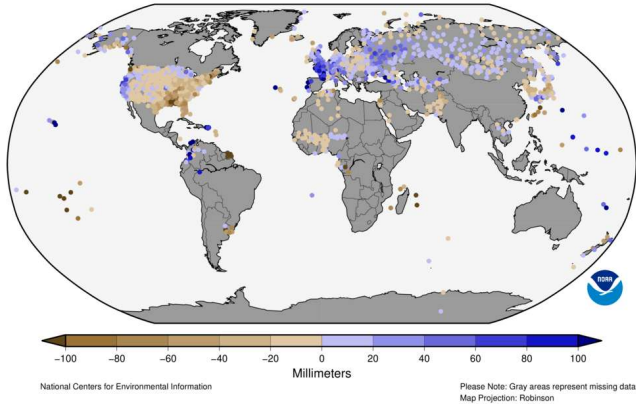 NOAA
−100 −80 −60 −40 −20 0 20 40 60 80 100
Millimeters
National Centers for Environmental Information
Please Note: Gray areas represent missing data
Map Projection: Robinson